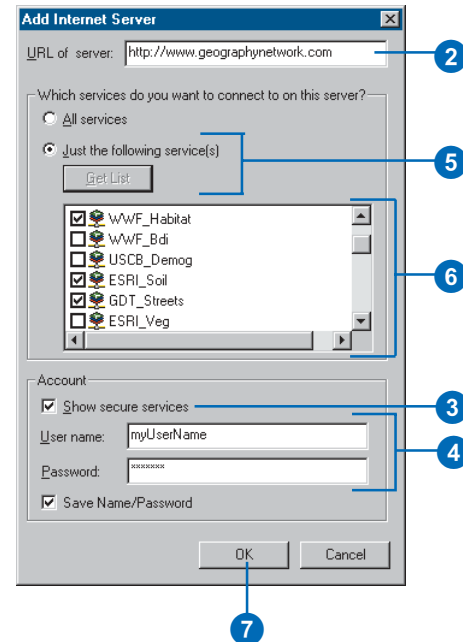 Add Internet Server
URL of server: http://www.geographynetwork.com
2
Which services do you want to connect to on this server?
All services
Just the following service(s)
5
Get List
WWF_Habitat
WWF_Bdi
USCB_Demog
6
ESRI_Soil
GDT_Streets
ESRI_Veg
Account
Show secure services
3
User name: myUserName
4
Password: xxxxxxx
Save Name/Password
OK Cancel
7